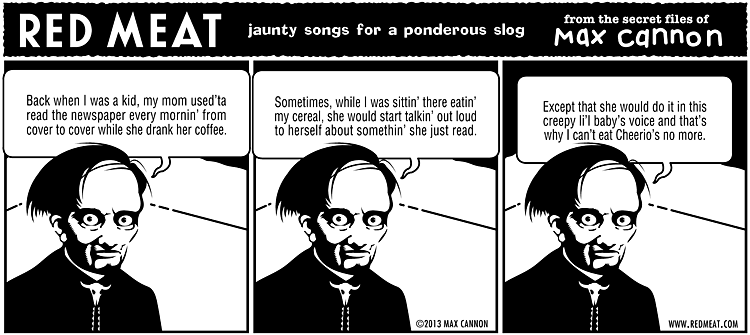 RED MEAT
jaunty songs for a ponderous slog
from the secret files of
Max cannon
Back when I was a kid, my mom used'ta
read the newspaper every mornin' from
cover to cover while she drank her coffee.
Sometimes, while I was sittin' there eatin'
my cereal, she would start talkin' out loud
to herself about somethin' she just read.
Except that she would do it in this
creepy li'l baby's voice and that's
why I can't eat Cheerio's no more.
©2013 MAX CANNON
WWW.REDMEAT.COM